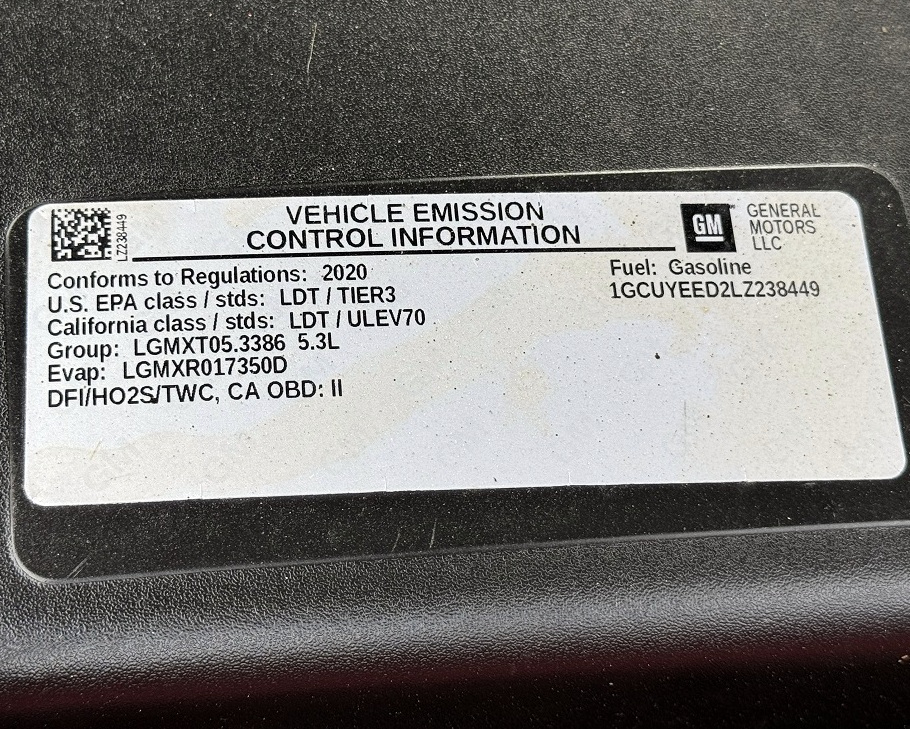 VEHICLE EMISSION
CONTROL INFORMATION
LZ238449
GM
GENERAL
MOTORS
LLC
Conforms to Regulations: 2020
U.S. EPA class / stds: LDT / TIER3
California class / stds: LDT / ULEV70
Group: LGMXT05.3386 5.3L
Evap: LGMXR017350D
DFI/HO2S/TWC, CA OBD: II
Fuel: Gasoline
1GCUYEED2LZ238449